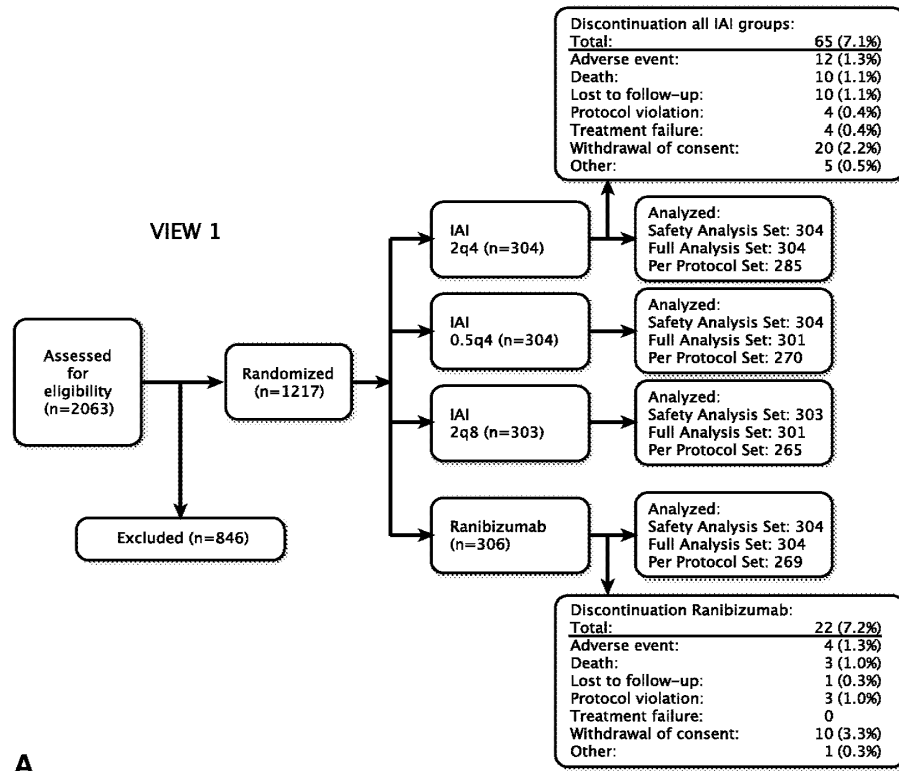 Discontinuation all IAI groups:
Total: 65 (7.1%)
Adverse event: 12 (1.3%)
Death: 10 (1.1%)
Lost to follow-up: 10 (1.1%)
Protocol violation: 4 (0.4%)
Treatment failure: 4 (0.4%)
Withdrawal of consent: 20 (2.2%)
Other: 5 (0.5%)
VIEW 1
IAI
2q4 (n=304)
Analyzed:
Safety Analysis Set: 304
Full Analysis Set: 304
Per Protocol Set: 285
IAI
0.5q4 (n=304)
Analyzed:
Safety Analysis Set: 304
Full Analysis Set: 301
Per Protocol Set: 270
Assessed
for
eligibility
(n=2063)
Randomized
(n=1217)
IAI
2q8 (n=303)
Analyzed:
Safety Analysis Set: 303
Full Analysis Set: 301
Per Protocol Set: 265
Excluded (n=846)
Ranibizumab
(n=306)
Analyzed:
Safety Analysis Set: 304
Full Analysis Set: 304
Per Protocol Set: 269
Discontinuation Ranibizumab:
Total: 22 (7.2%)
Adverse event: 4 (1.3%)
Death: 3 (1.0%)
Lost to follow-up: 1 (0.3%)
Protocol violation: 3 (1.0%)
Treatment failure: 0
Withdrawal of consent: 10 (3.3%)
Other: 1 (0.3%)
A